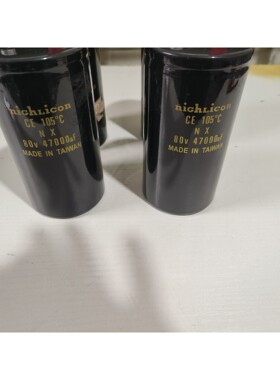 nichicon
CE 105°C
N X
80v 47000uF
MADE IN TAIWAN
nichicon
CE 105°C
N X
80v 47000uF
MADE IN TAIWAN